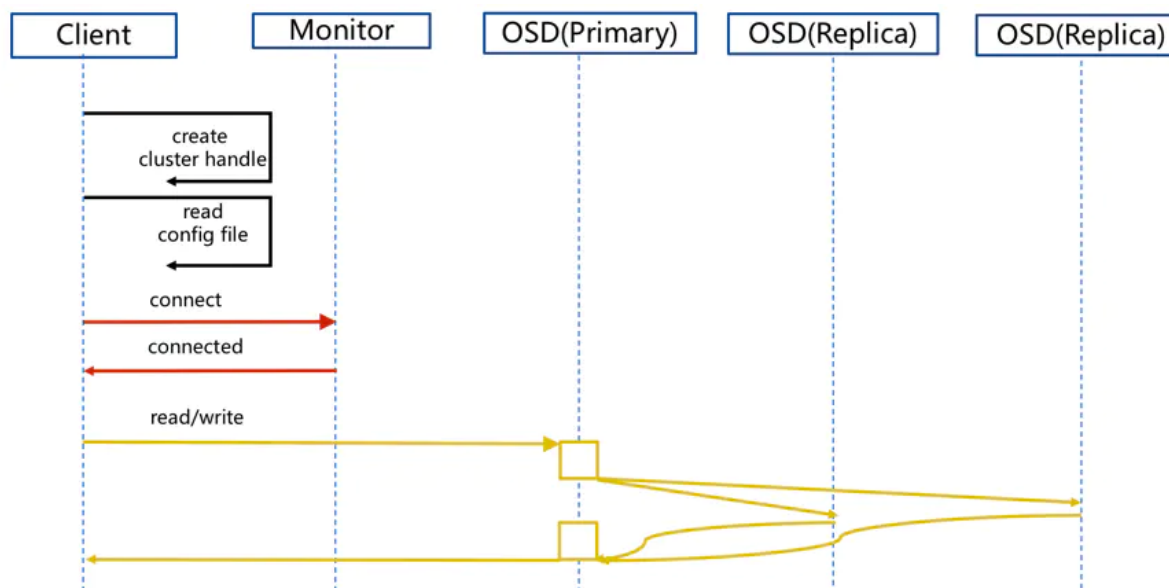 Client
Monitor
OSD(Primary)
OSD(Replica)
OSD(Replica)
create
cluster handle
read
config file
connect
connected
read/write